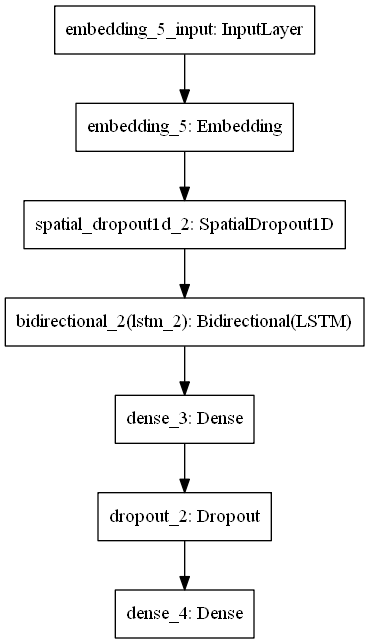 embedding_5_input: InputLayer
embedding_5: Embedding
spatial_dropout1d_2: SpatialDropout1D
bidirectional_2(lstm_2): Bidirectional(LSTM)
dense_3: Dense
dropout_2: Dropout
dense_4: Dense